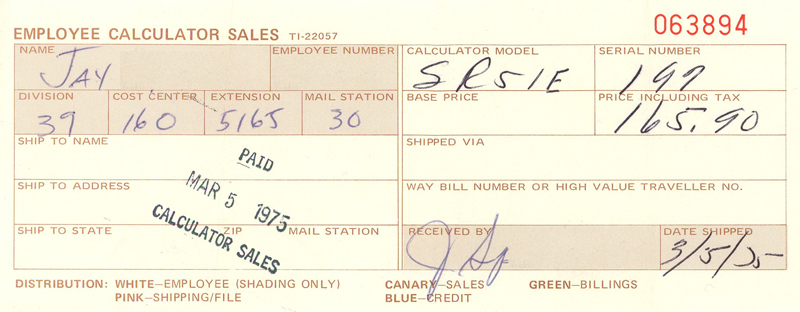 063894
EMPLOYEE CALCULATOR SALES TI-22057
NAME EMPLOYEE NUMBER CALCULATOR MODEL SERIAL NUMBER
JAY SR51E 197
DIVISION COST CENTER EXTENSION MAIL STATION BASE PRICE PRICE INCLUDING TAX
39 160 5165 30 165.90
SHIP TO NAME SHIPPED VIA
PAID
SHIP TO ADDRESS WAY BILL NUMBER OR HIGH VALUE TRAVELLER NO.
MAR 5 1975
SHIP TO STATE ZIP MAIL STATION RECEIVED BY DATE SHIPPED
CALCULATOR SALES
3/5/75
DISTRIBUTION: WHITE–EMPLOYEE (SHADING ONLY) CANARY–SALES GREEN–BILLINGS
PINK–SHIPPING/FILE BLUE–CREDIT